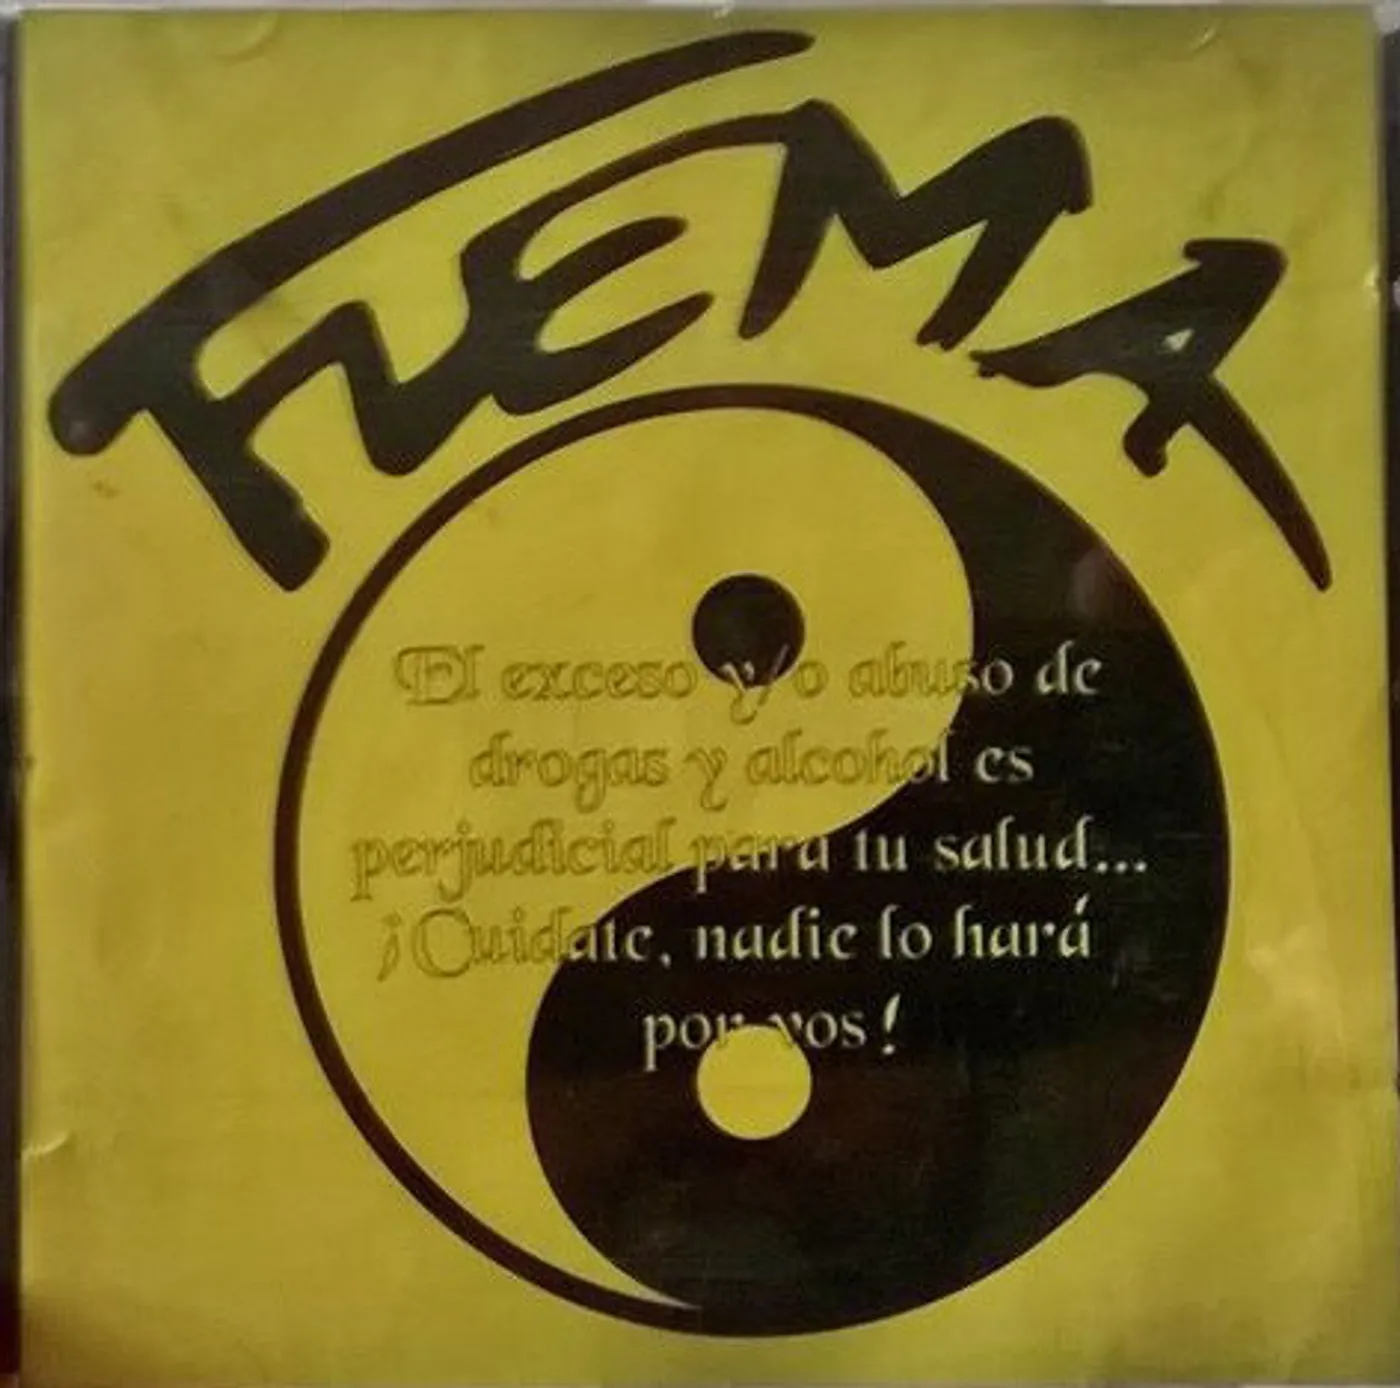 FLEMA
El exceso y/o abuso de
drogas y alcohol es
perjudicial para tu salud...
¡Cuidate, nadie lo hará
por vos!